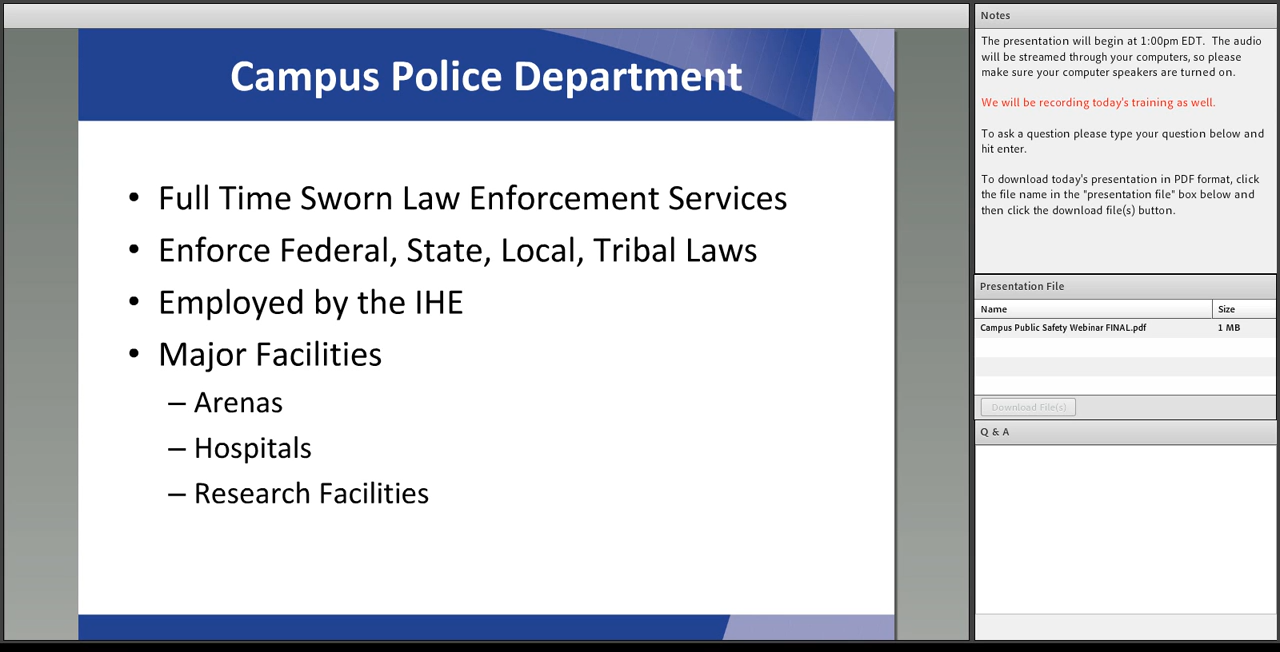 Campus Police Department
• Full Time Sworn Law Enforcement Services
• Enforce Federal, State, Local, Tribal Laws
• Employed by the IHE
• Major Facilities
– Arenas
– Hospitals
– Research Facilities
Notes
The presentation will begin at 1:00pm EDT.  The audio
will be streamed through your computers, so please
make sure your computer speakers are turned on.
We will be recording today's training as well.
To ask a question please type your question below and
hit enter.
To download today's presentation in PDF format, click
the file name in the "presentation file" box below and
then click the download file(s) button.
Presentation File
Name Size
Campus Public Safety Webinar FINAL.pdf 1 MB
Download File(s)
Q & A